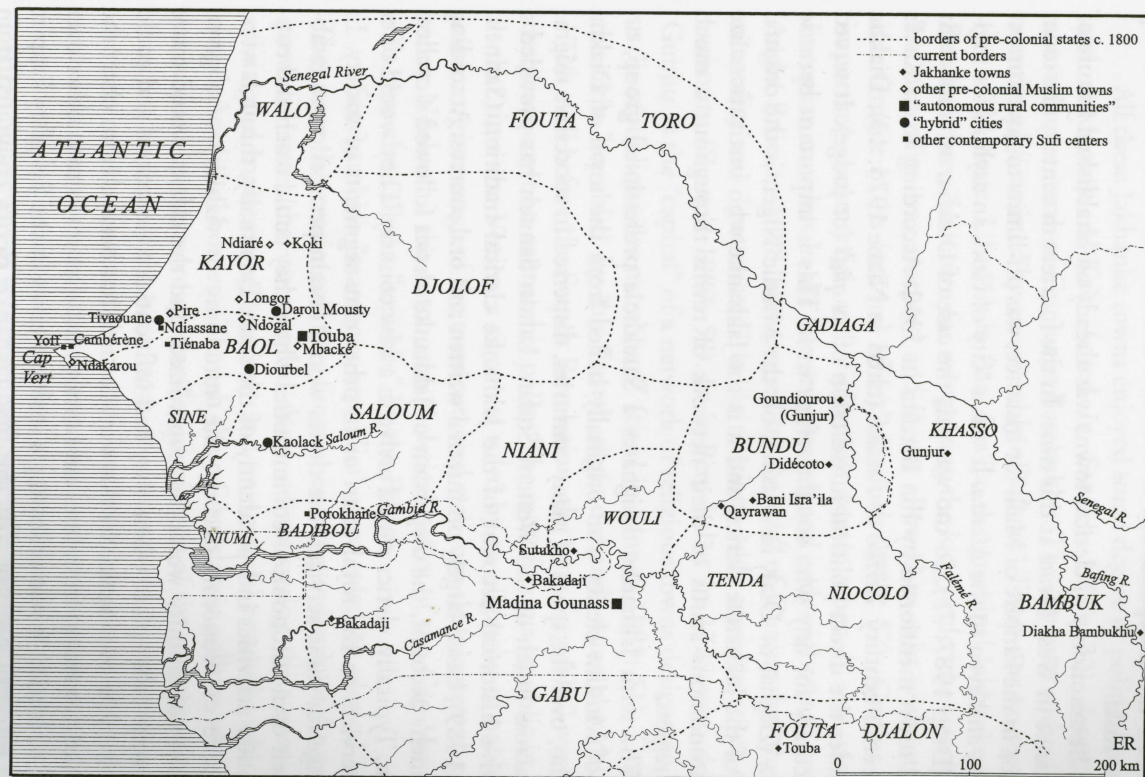 borders of pre-colonial states c. 1800
current borders
Jakhanke towns
other pre-colonial Muslim towns
"autonomous rural communities"
"hybrid" cities
other contemporary Sufi centers
Senegal River
WALO
FOUTA TORO
ATLANTIC
OCEAN
Ndiaré
Koki
KAYOR
DJOLOF
Longor
Pire
Darou Mousty
Tivaouane
Ndiassane
Ndogal
Touba
GADIAGA
Yoff
Cambérène
Tiénaba
BAOL
Mbacké
Cap
Vert
Ndakarou
Diourbel
Goundiourou
(Gunjur)
SINE
SALOUM
KHASSO
Kaolack
Saloum R.
NIANI
BUNDU
Gunjur
Didécoto
Bani Isra'ila
Qayrawan
Senegal R.
Porokhane
Gambia R.
BADIBOU
NIUMI
WOULI
Sutakho
Bakadaji
TENDA
NIOCOLO
Falémé R.
Bafing R.
Madina Gounass
BAMBUK
Bakadaji
Casamance R.
Diakha Bambukhu
GABU
FOUTA DJALON
Touba
ER
0 100 200 km